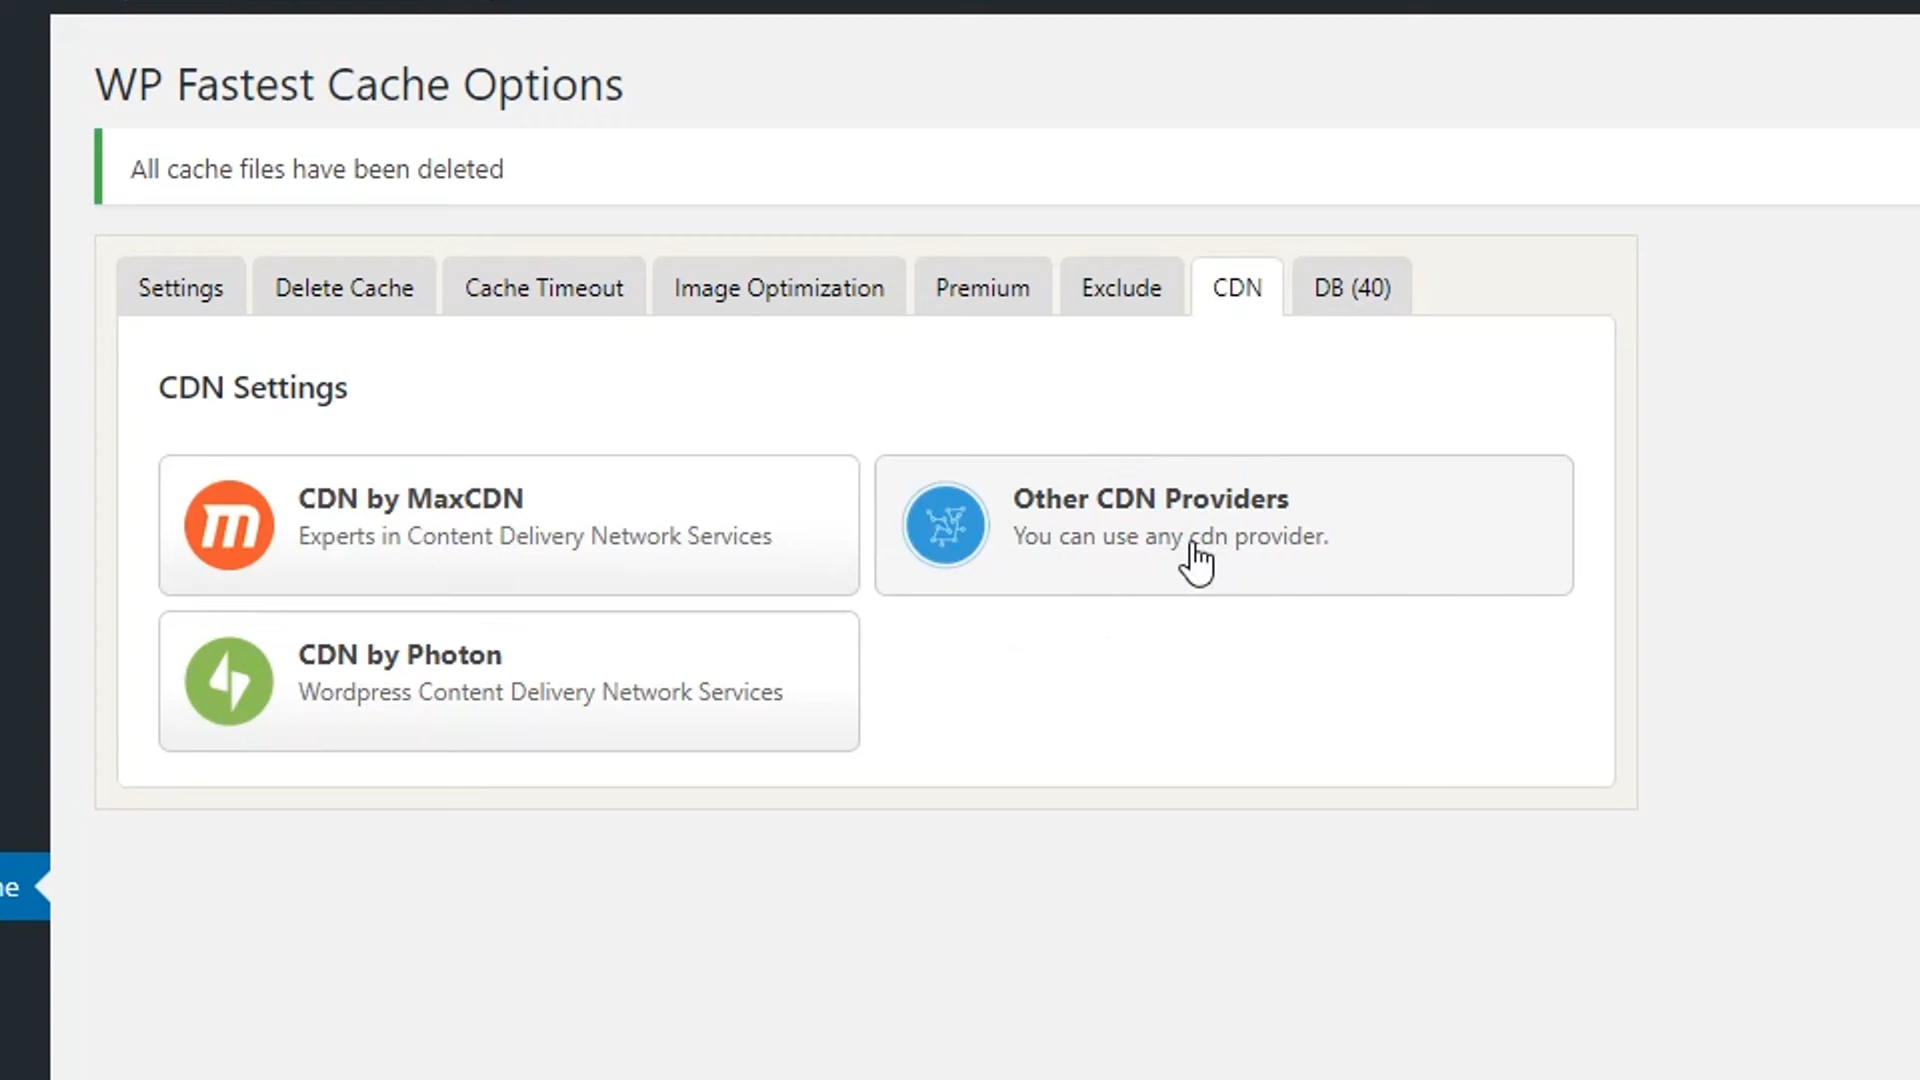 WP Fastest Cache Options
All cache files have been deleted
Settings
Delete Cache
Cache Timeout
Image Optimization
Premium
Exclude
CDN
DB (40)
CDN Settings
CDN by MaxCDN
Experts in Content Delivery Network Services
Other CDN Providers
You can use any cdn provider.
CDN by Photon
Wordpress Content Delivery Network Services